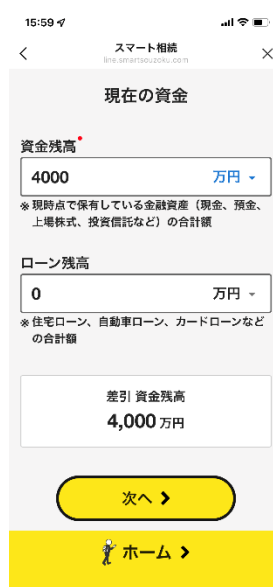 15:59
スマート相続
line.smartsouzoku.com
現在の資金
資金残高
4000 万円
※現時点で保有している金融資産（現金、預金、
上場株式、投資信託など）の合計額
ローン残高
0 万円
※住宅ローン、自動車ローン、カードローンなど
の合計額
差引 資金残高
4,000 万円
次へ
ホーム